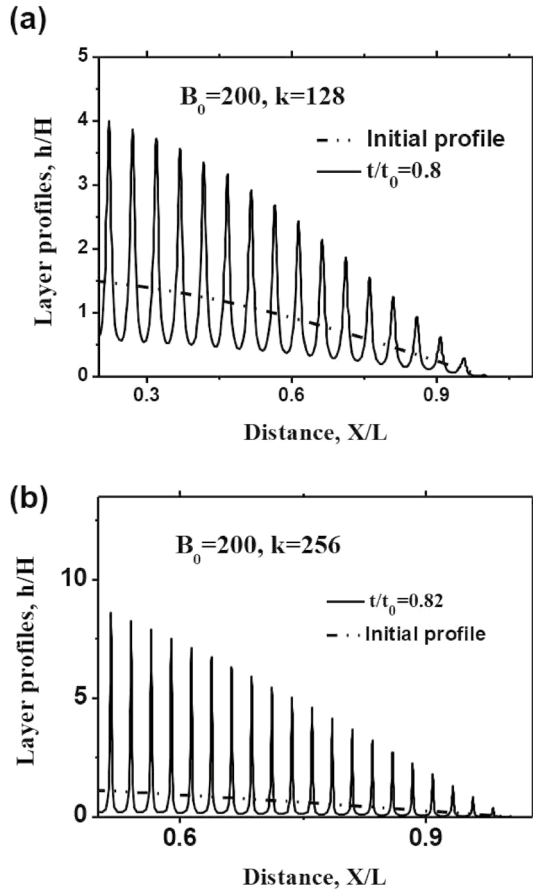 (a)
5
4
3
2
1
0
Layer profiles, h/H
B₀=200, k=128
Initial profile
t/t₀=0.8
0.3
0.6
0.9
Distance, X/L
(b)
10
5
0
Layer profiles, h/H
B₀=200, k=256
t/t₀=0.82
Initial profile
0.6
0.9
Distance, X/L